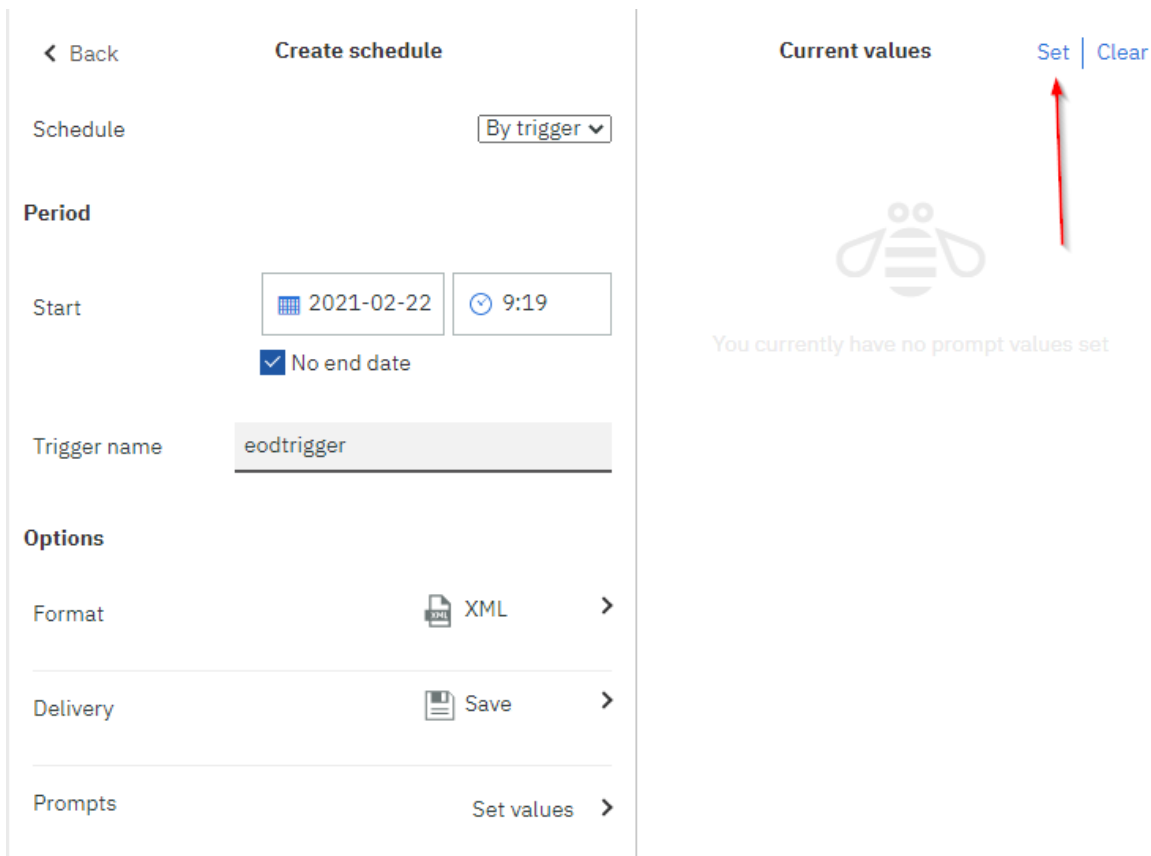 Back
Create schedule
Schedule
By trigger
Period
Start
2021-02-22
9:19
No end date
Trigger name
eodtrigger
Options
Format
XML
XML
Delivery
Save
Prompts
Set values
Current values
Set
Clear
You currently have no prompt values set